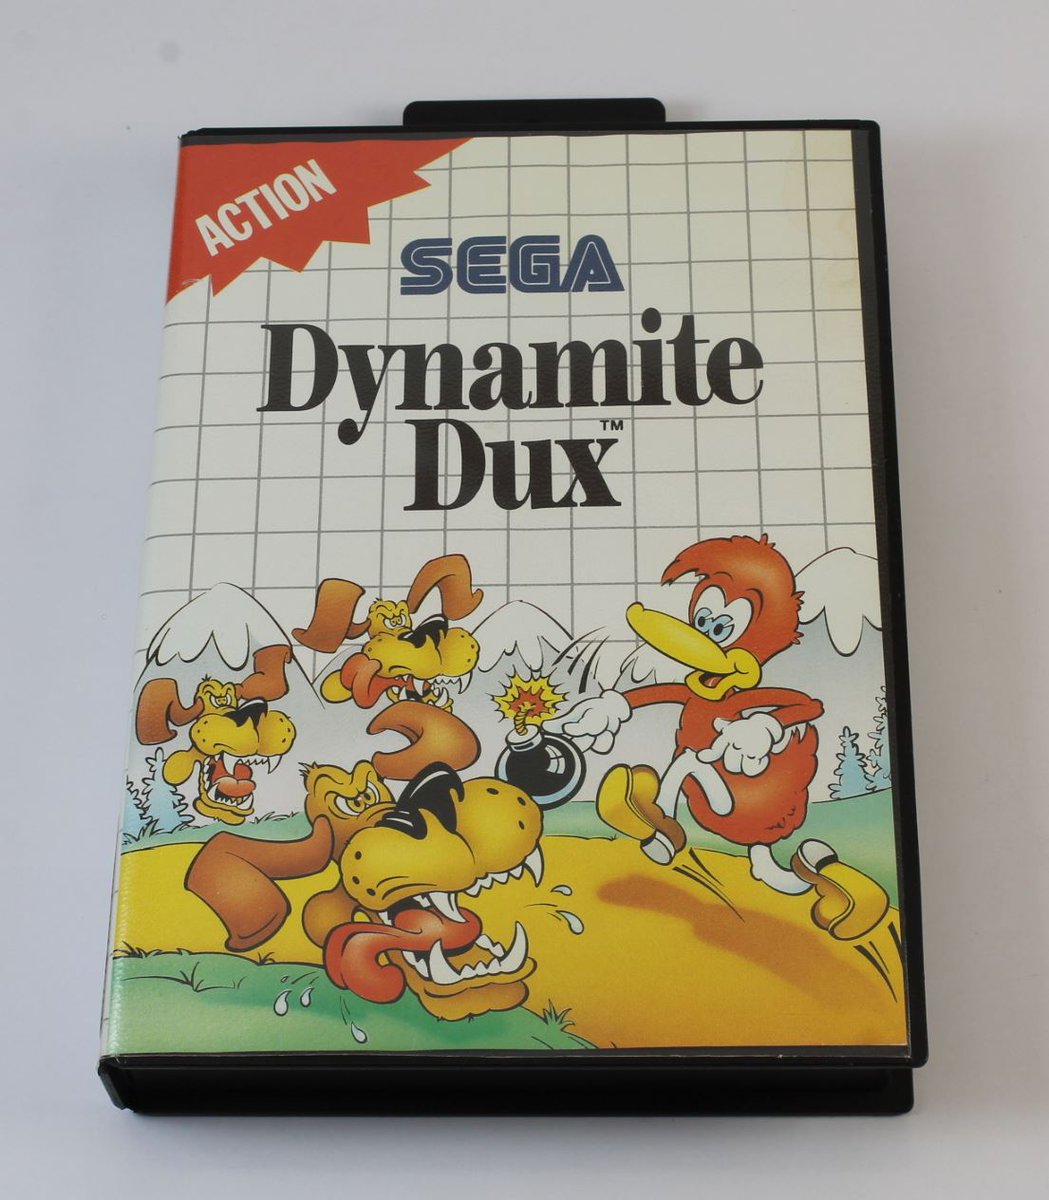 ACTION
SEGA
Dynamite
Dux™